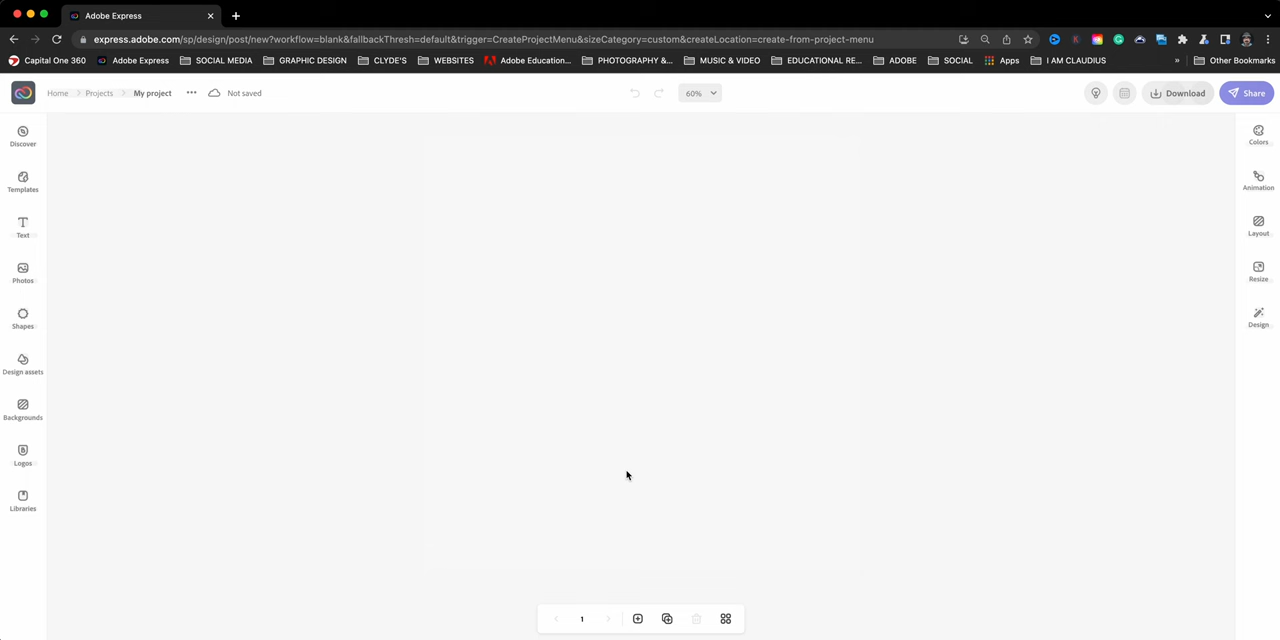 Adobe Express
express.adobe.com/sp/design/post/new?workflow=blank&fallbackThresh=default&trigger=CreateProjectMenu&sizeCategory=custom&createLocation=create-from-project-menu
Capital One 360 Adobe Express SOCIAL MEDIA GRAPHIC DESIGN CLYDE'S WEBSITES Adobe Education... PHOTOGRAPHY &... MUSIC & VIDEO EDUCATIONAL RE... ADOBE SOCIAL Apps I AM CLAUDIUS » Other Bookmarks
Home > Projects > My project ••• Not saved 60% Download Share
Discover
Templates
Text
Photos
Shapes
Design assets
Backgrounds
Logos
Libraries
Colors
Animation
Layout
Resize
Design
1